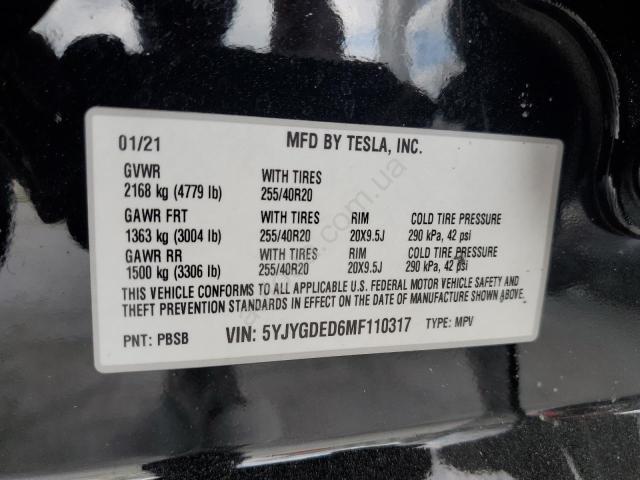 01/21 MFD BY TESLA, INC.
GVWR WITH TIRES
2168 kg (4779 lb) 255/40R20
GAWR FRT WITH TIRES RIM COLD TIRE PRESSURE
1363 kg (3004 lb) 255/40R20 20X9.5J 290 kPa, 42 psi
GAWR RR WITH TIRES RIM COLD TIRE PRESSURE
1500 kg (3306 lb) 255/40R20 20X9.5J 290 kPa, 42 psi
THIS VEHICLE CONFORMS TO ALL APPLICABLE U.S. FEDERAL MOTOR VEHICLE SAFETY AND
THEFT PREVENTION STANDARDS IN EFFECT ON THE DATE OF MANUFACTURE SHOWN ABOVE.
PNT: PBSB VIN: 5YJYGDED6MF110317 TYPE: MPV